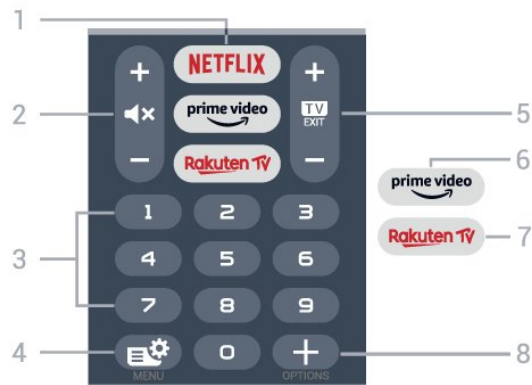 1
+ NETFLIX +
2 prime video TV 5
EXIT
6
prime video
− Rakuten TV −
Rakuten TV 7
1 2 3
3 4 5 6
7 8 9
4 0 + 8
MENU OPTIONS